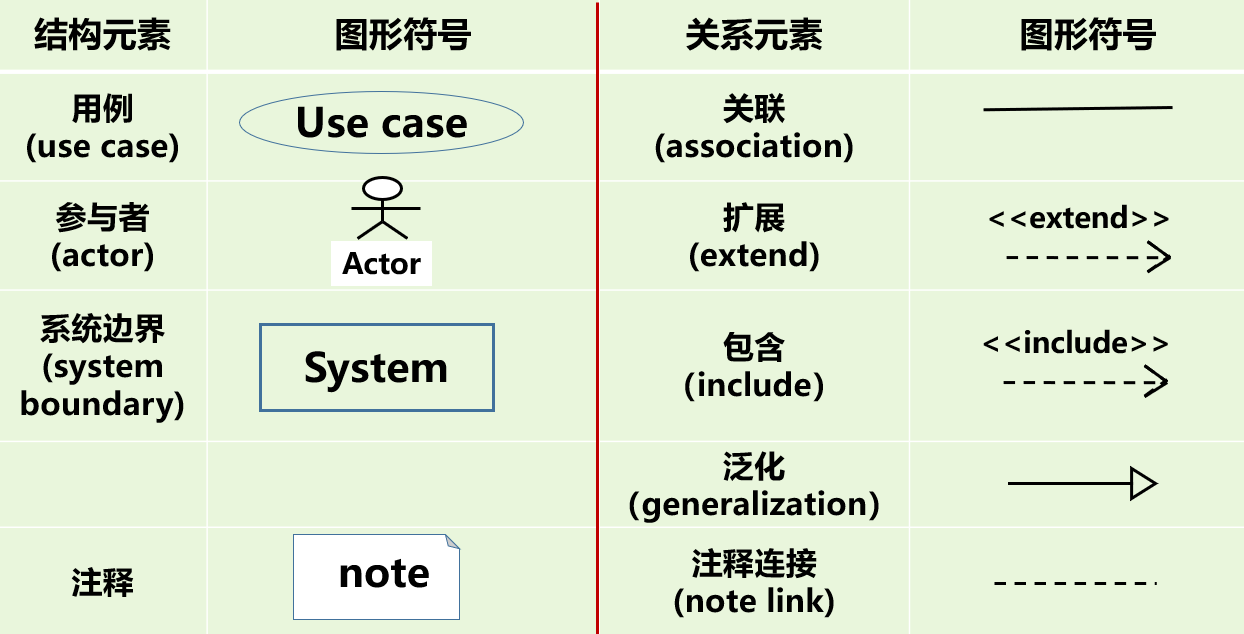 结构元素
图形符号
关系元素
图形符号
用例
(use case)
Use case
关联
(association)
参与者
(actor)
Actor
扩展
(extend)
<<extend>>
系统边界
(system
boundary)
System
包含
(include)
<<include>>
泛化
(generalization)
注释
note
注释连接
(note link)